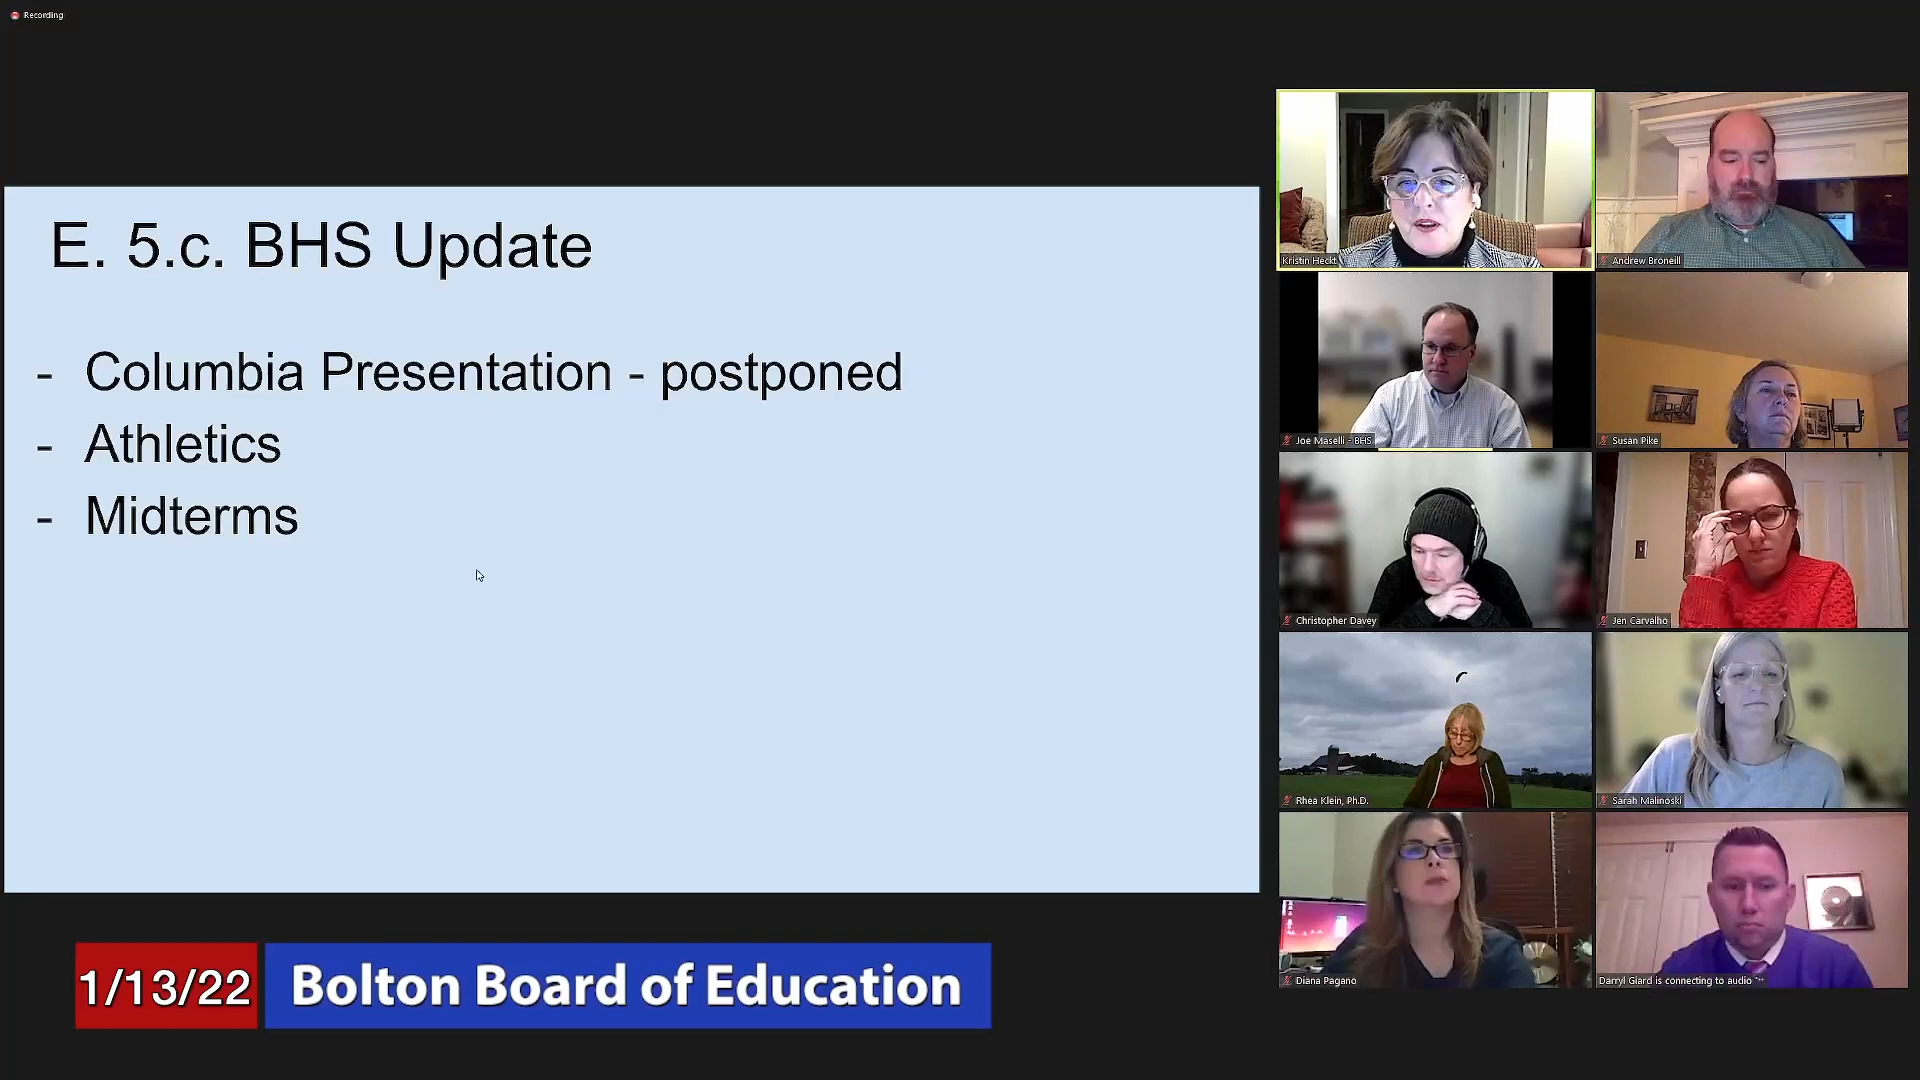 Recording
E. 5.c. BHS Update
- Columbia Presentation - postponed
- Athletics
- Midterms
Kristin Heckt
Andrew Broneill
Joe Maselli - BHS
Susan Pike
Christopher Davey
Jen Carvalho
Rhea Klein, Ph.D.
Sarah Malinoski
Diana Pagano
Darryl Giard is connecting to audio
1/13/22
Bolton Board of Education